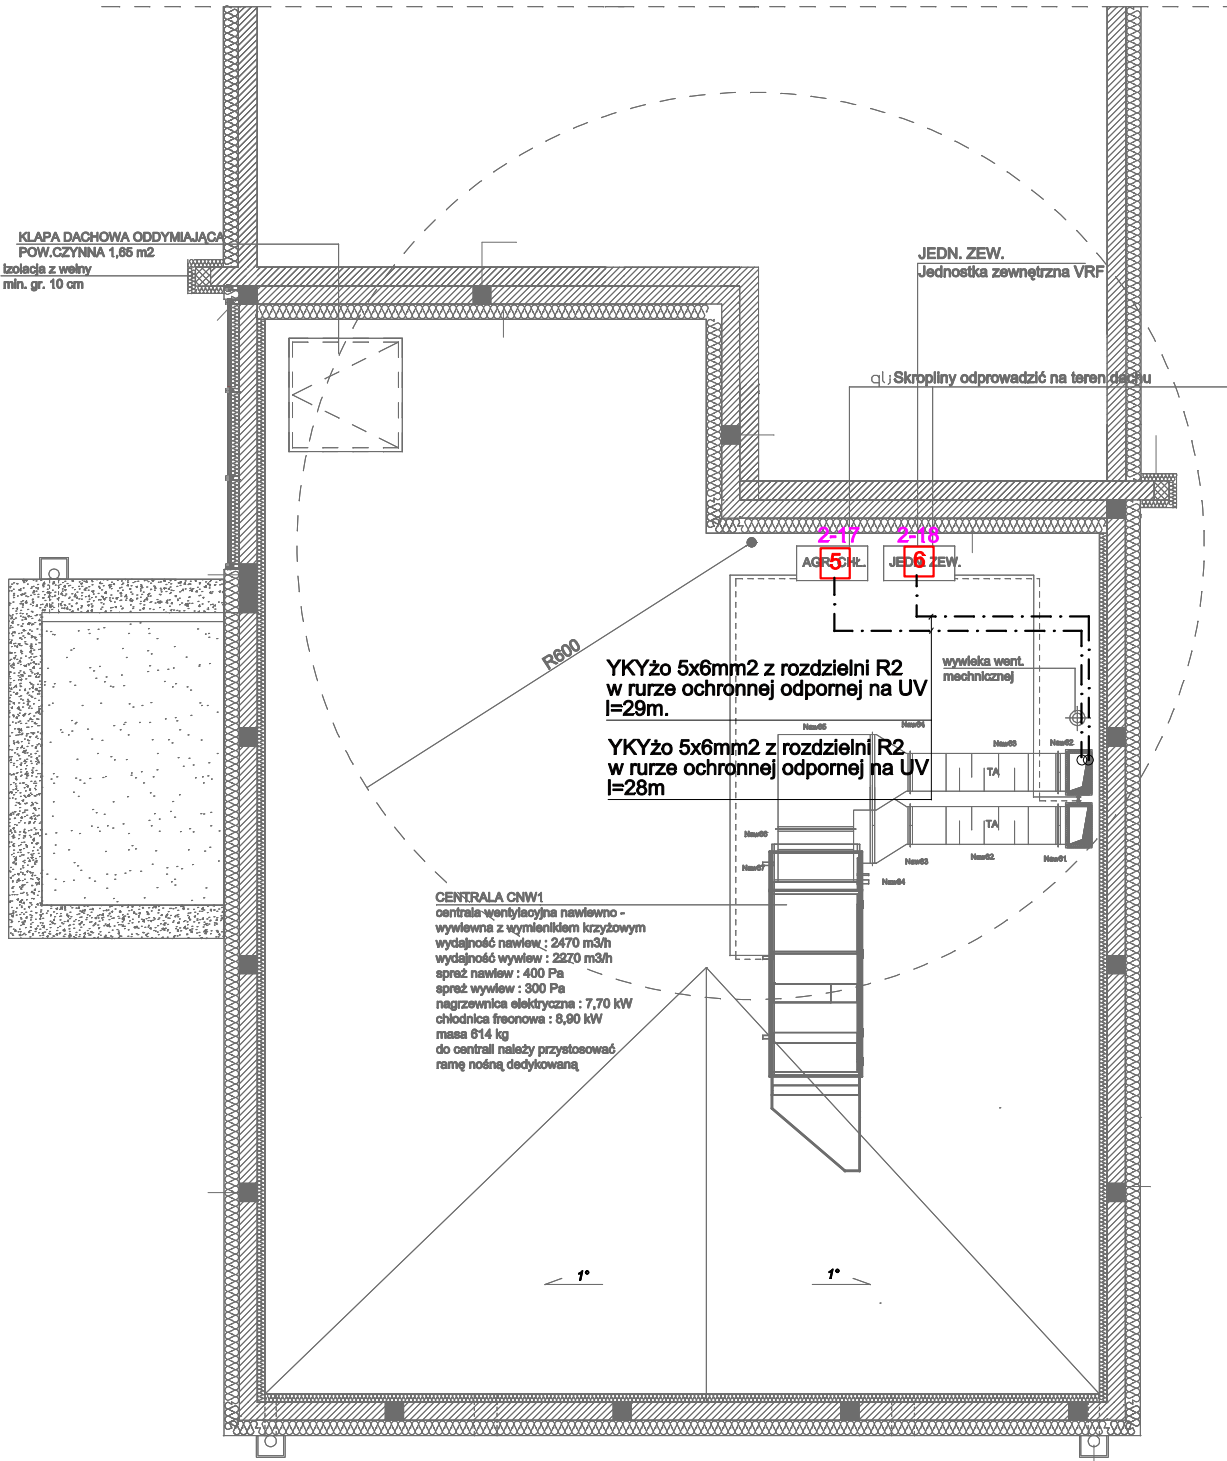 KLAPA DACHOWA ODDYMIAJĄCA
POW.CZYNNA 1,65 m2
Izolacja z wełny
min. gr. 10 cm
JEDN. ZEW.
Jednostka zewnętrzna VRF
Skropliny odprowadzić na teren dachu
2-17
2-18
5
6
JEDN. ZEW.
R600
YKYżo 5x6mm2 z rozdzielni R2
w rurze ochronnej odpornej na UV
l=29m.
wywiewka went.
mechnicznej
YKYżo 5x6mm2 z rozdzielni R2
w rurze ochronnej odpornej na UV
l=28m
TA
TA
CENTRALA CNW1
centrala wentylacyjna nawiewno -
wywiewna z wymienikiem krzyżowym
wydajność nawiew : 2470 m3/h
wydajność wywiew : 2270 m3/h
spręż nawiew : 400 Pa
spręż wywiew : 300 Pa
nagrzewnica elektryczna : 7,70 kW
chłodnica freonowa : 8,90 kW
masa 614 kg
do centrali należy przystosować
ramę nośną dedykowaną
1°
1°